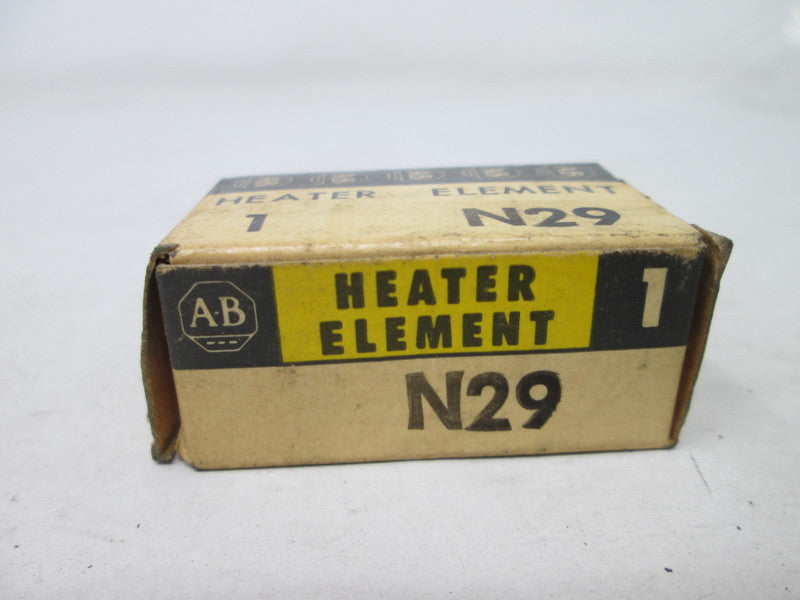 HEATER ELEMENT
1 N29
A-B
HEATER
ELEMENT
1
N29